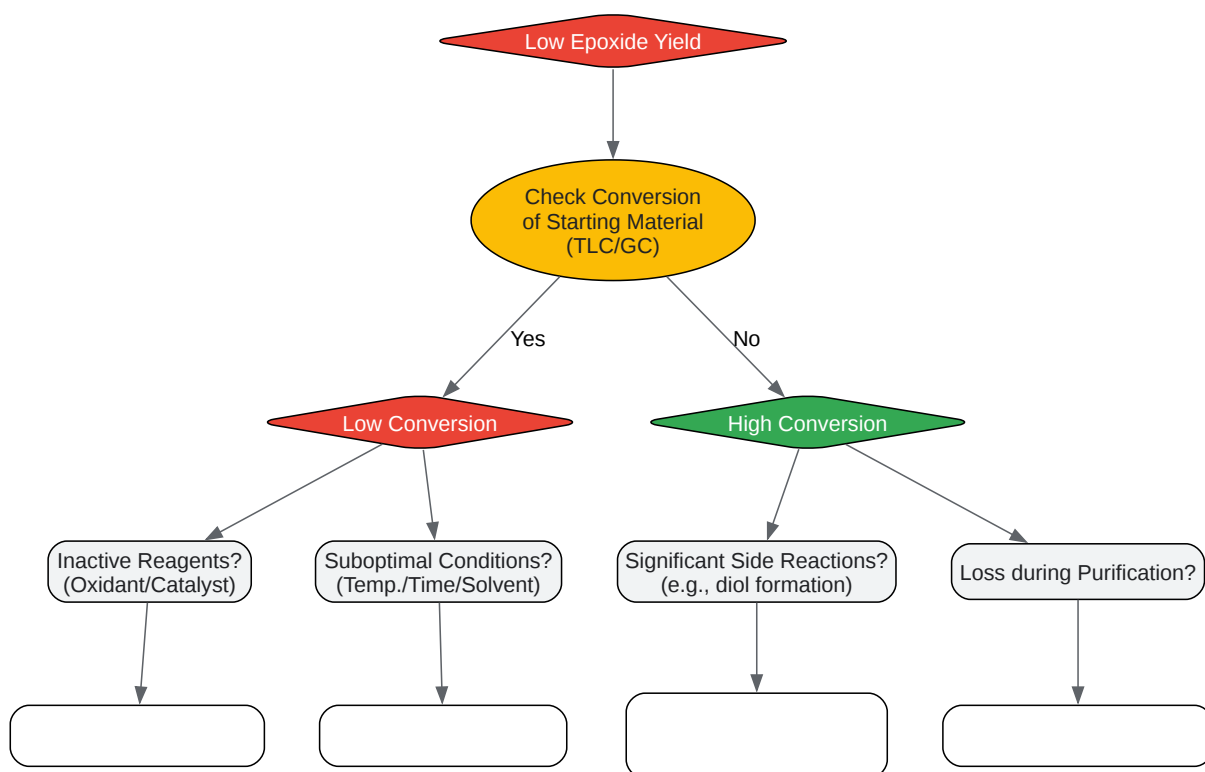 Low Epoxide Yield
Check Conversion
of Starting Material
(TLC/GC)
Yes
No
Low Conversion
High Conversion
Inactive Reagents?
(Oxidant/Catalyst)
Suboptimal Conditions?
(Temp./Time/Solvent)
Significant Side Reactions?
(e.g., diol formation)
Loss during Purification?